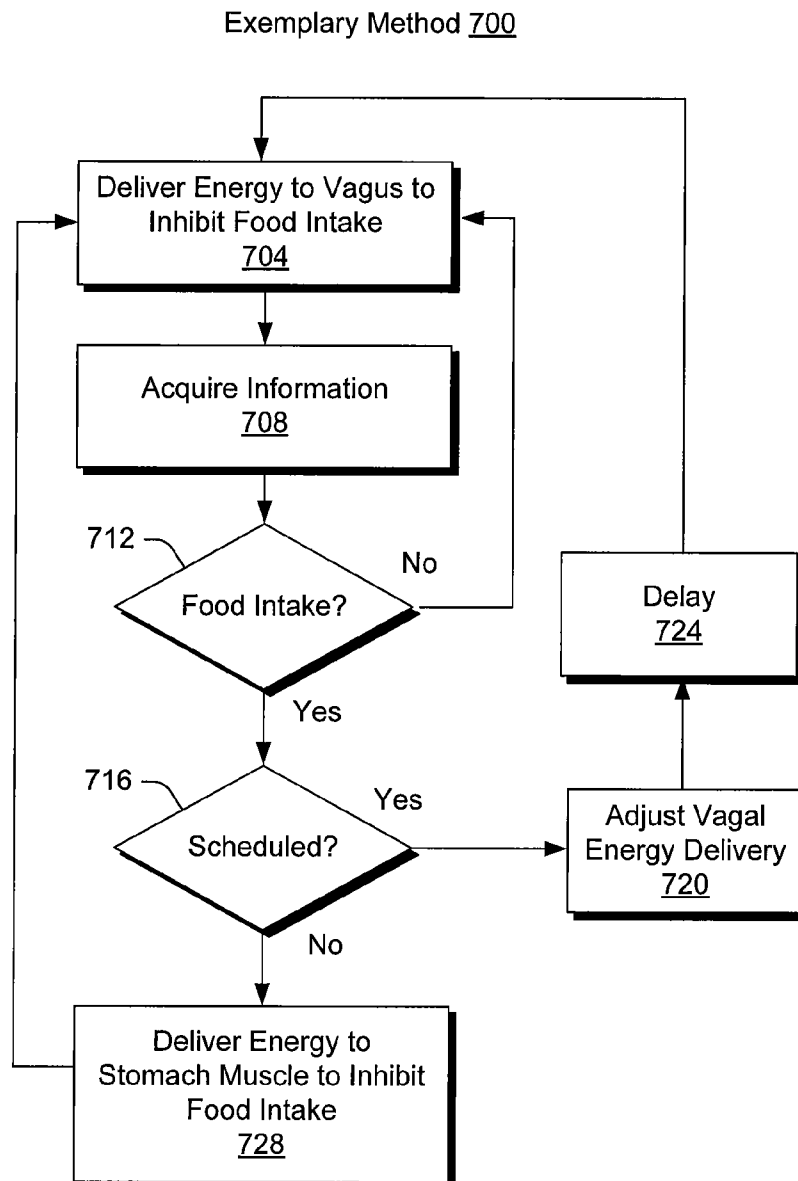 Exemplary Method 700
Deliver Energy to Vagus to
Inhibit Food Intake
704
Acquire Information
708
712
Food Intake?
No
Yes
Delay
724
716
Scheduled?
Yes
No
Adjust Vagal
Energy Delivery
720
Deliver Energy to
Stomach Muscle to Inhibit
Food Intake
728